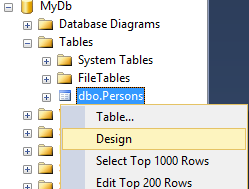 MyDb
Database Diagrams
Tables
System Tables
FileTables
dbo.Persons
Table...
Design
Select Top 1000 Rows
Edit Top 200 Rows